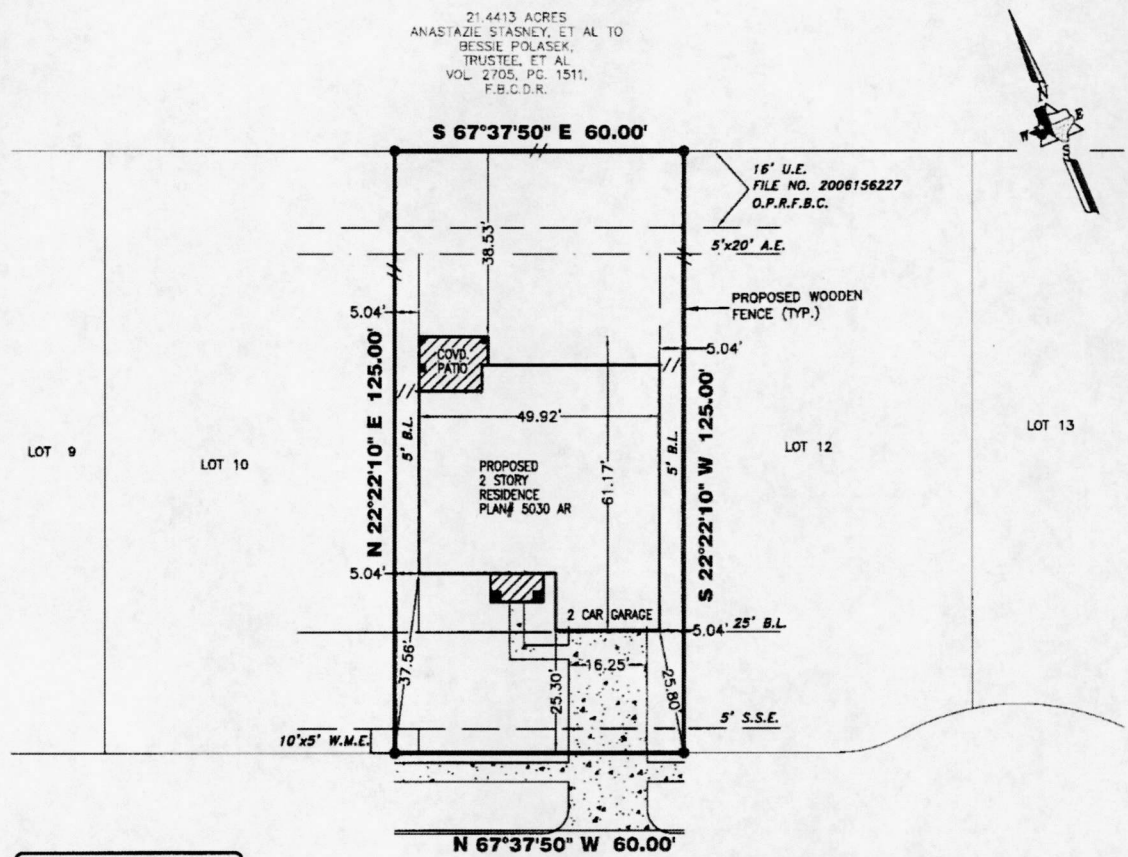 21.4413 ACRES
ANASTAZIE STASNEY, ET AL TO
BESSIE POLASEK,
TRUSTEE, ET AL
VOL. 2705, PG. 1511,
F.B.C.D.R.
S 67°37'50" E 60.00'
N
E
W
S
16' U.E.
FILE NO. 2006156227
O.P.R.F.B.C.
38.53'
5'x20' A.E.
PROPOSED WOODEN
FENCE (TYP.)
5.04'
5.04'
COVD.
PATIO
N 22°22'10" E 125.00'
5' B.L.
49.92'
61.17'
5' B.L.
S 22°22'10" W 125.00'
LOT 9
LOT 10
LOT 12
LOT 13
PROPOSED
2 STORY
RESIDENCE
PLAN# 5030 AR
5.04'
2 CAR GARAGE
5.04'
25' B.L.
37.56'
25.30'
16.25'
25.80'
10'x5' W.M.E.
5' S.S.E.
N 67°37'50" W 60.00'